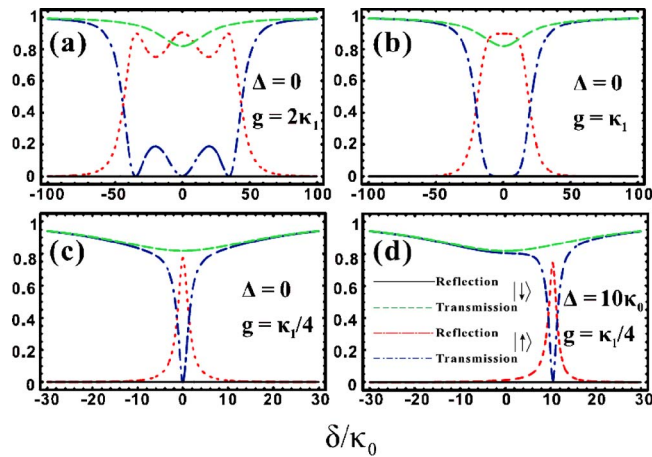 1
0.8
0.6
0.4
0.2
0
(a)
Δ = 0
g = 2κ₁
-100 -50 0 50 100
1
0.8
0.6
0.4
0.2
0
(b)
Δ = 0
g = κ₁
-100 -50 0 50 100
1
0.8
0.6
0.4
0.2
0
(c)
Δ = 0
g = κ₁/4
-30 -20 -10 0 10 20 30
1
0.8
0.6
0.4
0.2
0
(d)
Reflection
Transmission |↓⟩
Reflection
Transmission |↑⟩
Δ = 10κ₀
g = κ₁/4
-30 -20 -10 0 10 20 30
δ/κ₀